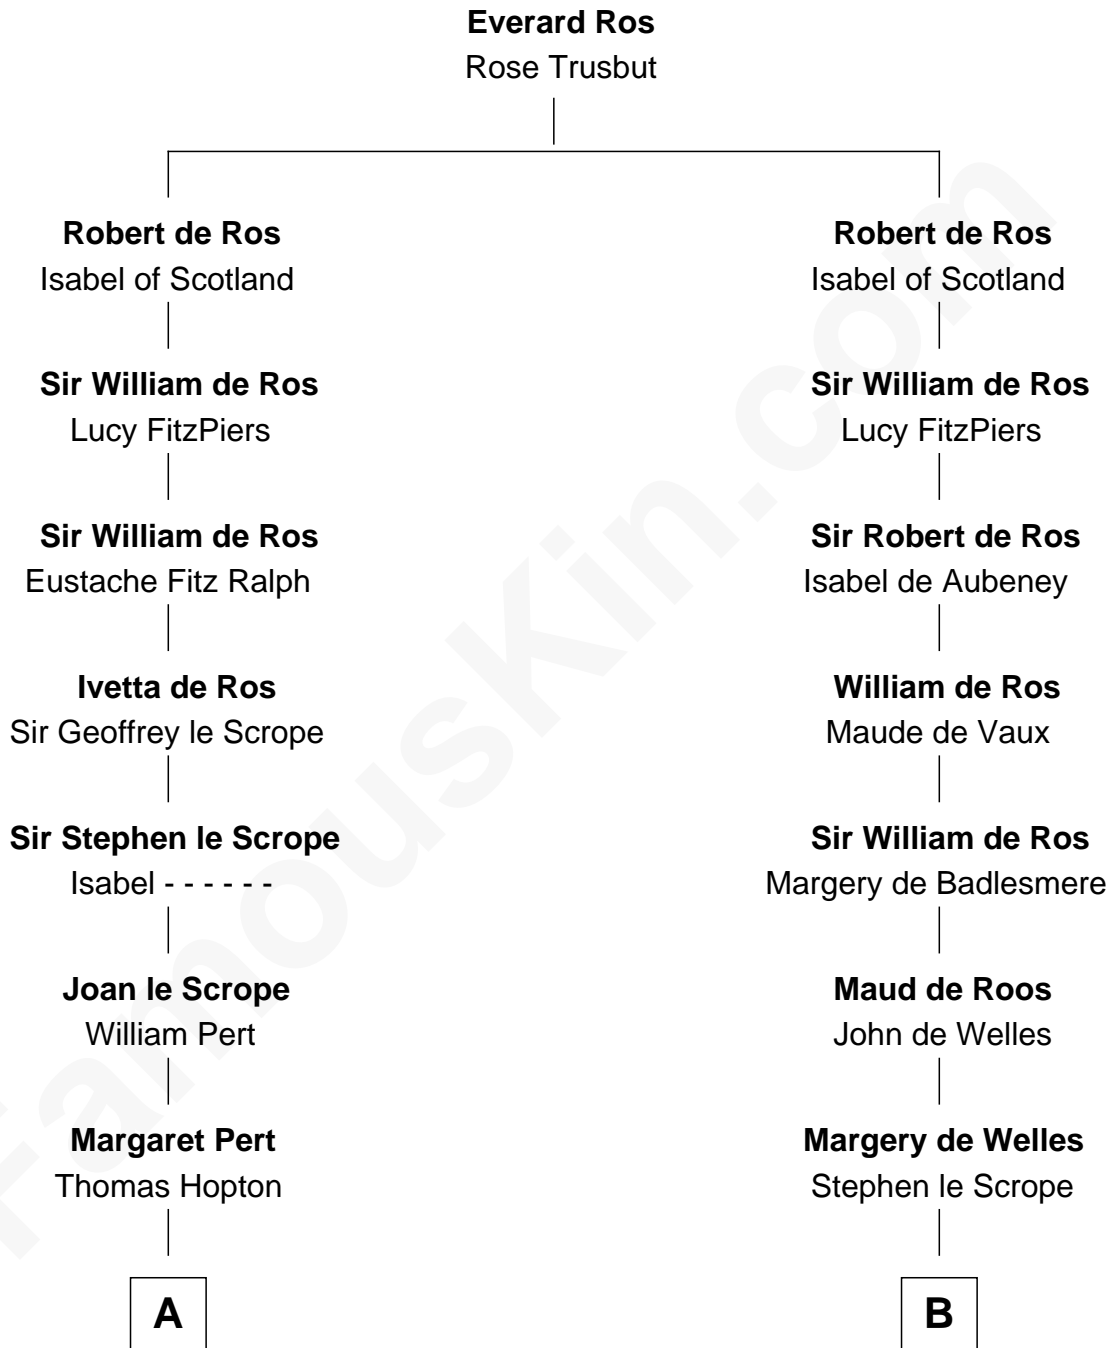 Everard Ros
Rose Trusbut
Robert de Ros
Isabel of Scotland
Robert de Ros
Isabel of Scotland
Sir William de Ros
Lucy FitzPiers
Sir William de Ros
Lucy FitzPiers
Sir William de Ros
Eustache Fitz Ralph
Sir Robert de Ros
Isabel de Aubeney
Ivetta de Ros
Sir Geoffrey le Scrope
William de Ros
Maude de Vaux
Sir Stephen le Scrope
Isabel - - - - - -
Sir William de Ros
Margery de Badlesmere
Joan le Scrope
William Pert
Maud de Roos
John de Welles
Margaret Pert
Thomas Hopton
Margery de Welles
Stephen le Scrope
A
B
FamousKin.com